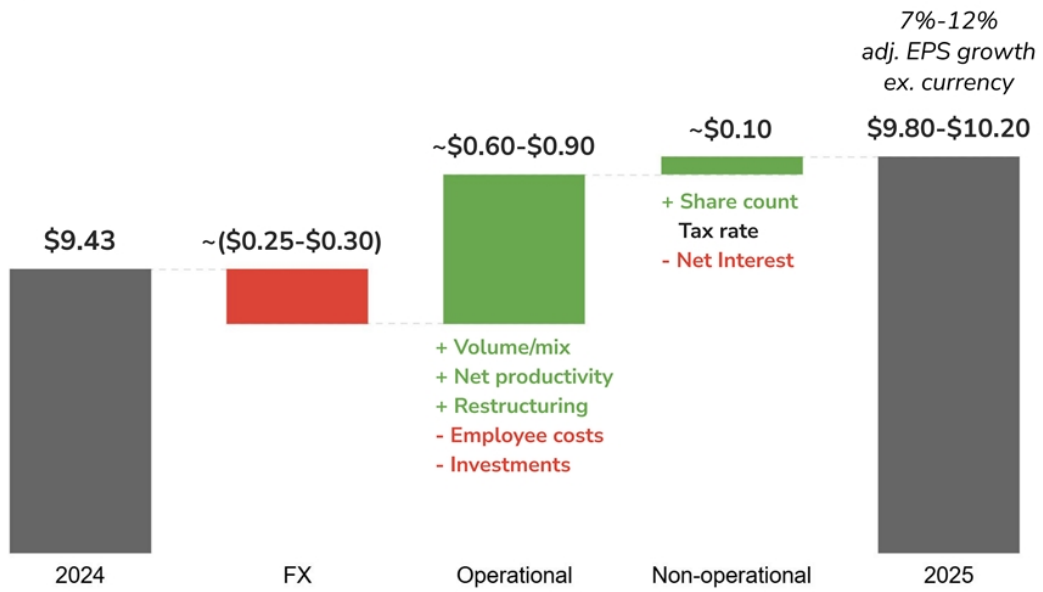 7%-12%
adj. EPS growth
ex. currency
$9.43
~($0.25-$0.30)
~$0.60-$0.90
~$0.10
$9.80-$10.20
+ Volume/mix
+ Net productivity
+ Restructuring
- Employee costs
- Investments
+ Share count
Tax rate
- Net Interest
2024
FX
Operational
Non-operational
2025